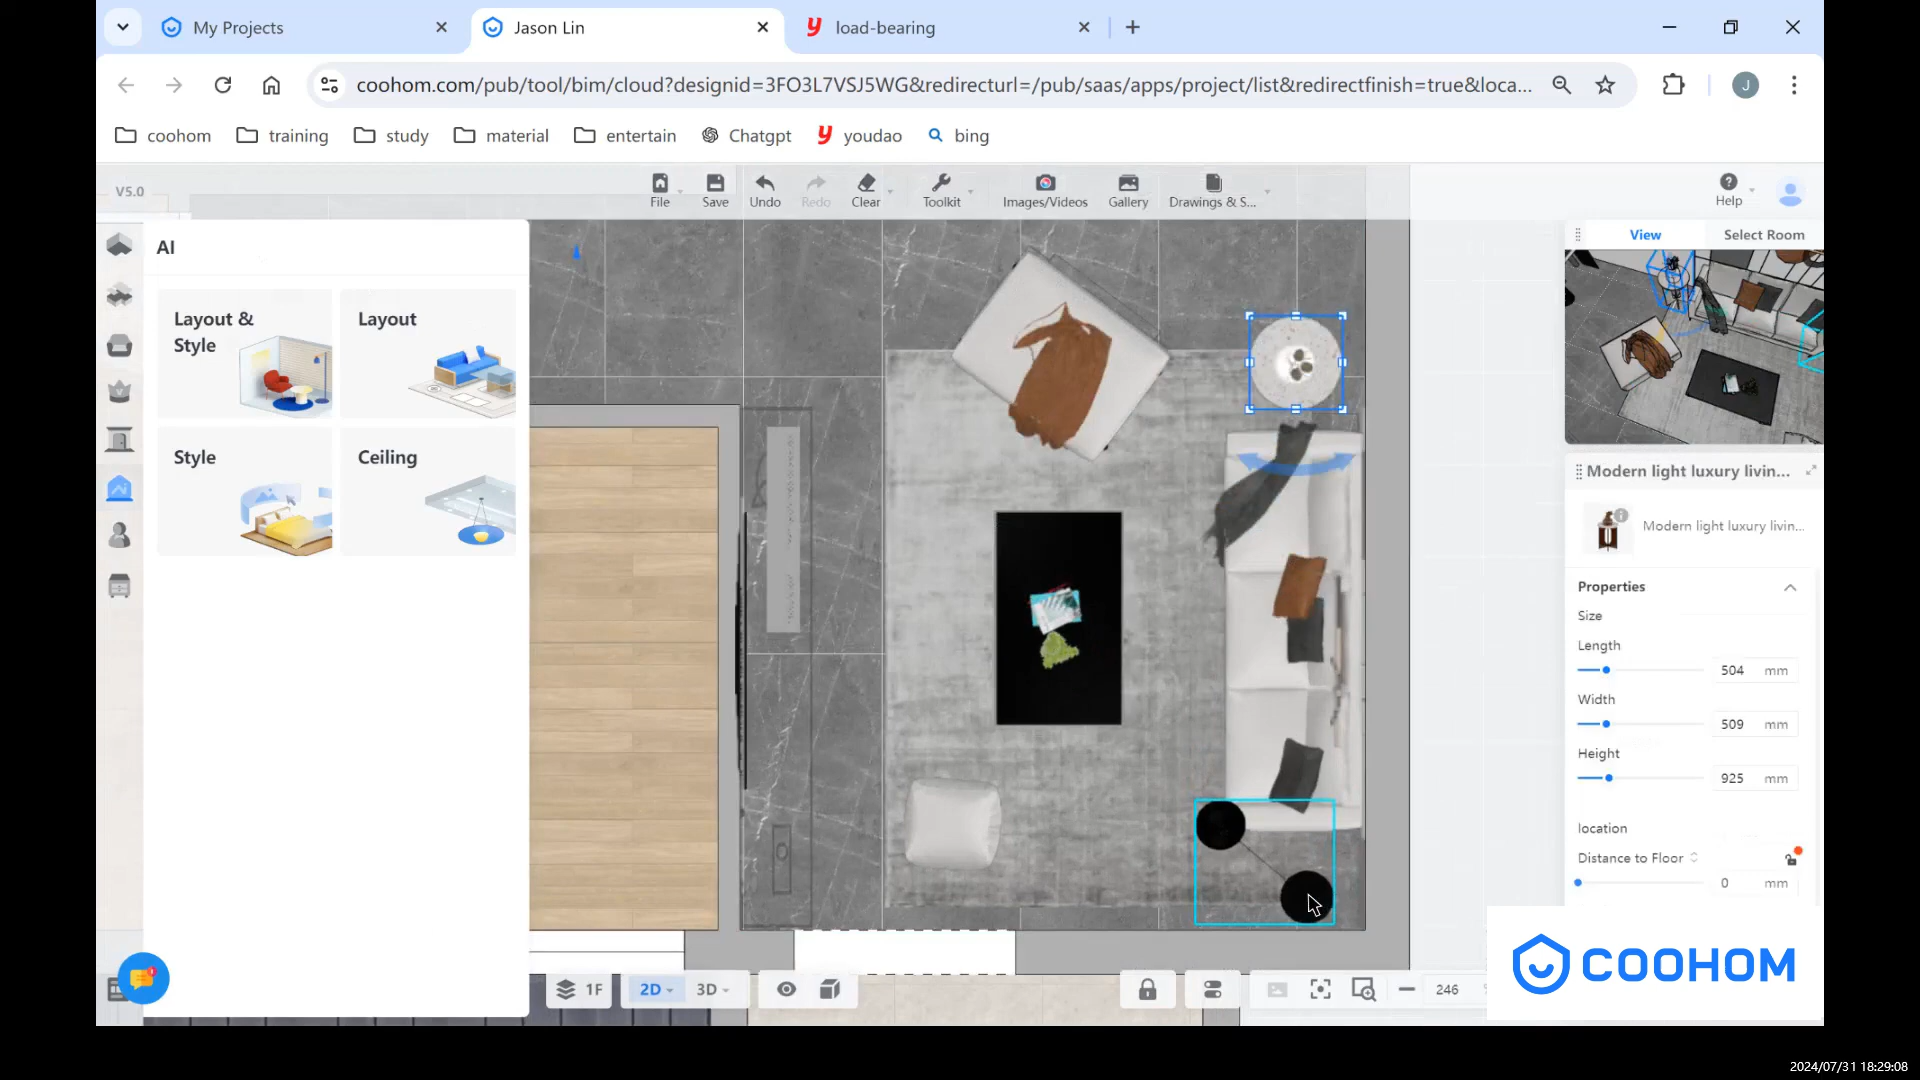 My Projects
Jason Lin
load-bearing
coohom.com/pub/tool/bim/cloud?designid=3FO3L7VSJ5WG&redirecturl=/pub/saas/apps/project/list&redirectfinish=true&loca...
J
coohom
training
study
material
entertain
Chatgpt
youdao
bing
V5.0
File
Save
Undo
Redo
Clear
Toolkit
Images/Videos
Gallery
Drawings & S...
Help
AI
Layout &
Style
Layout
Style
Ceiling
View
Select Room
Modern light luxury livin...
Modern light luxury livin...
Properties
Size
Length
504 mm
Width
509 mm
Height
925 mm
location
Distance to Floor
0 mm
1F
2D
3D
246
COOHOM
2024/07/31 18:29:08